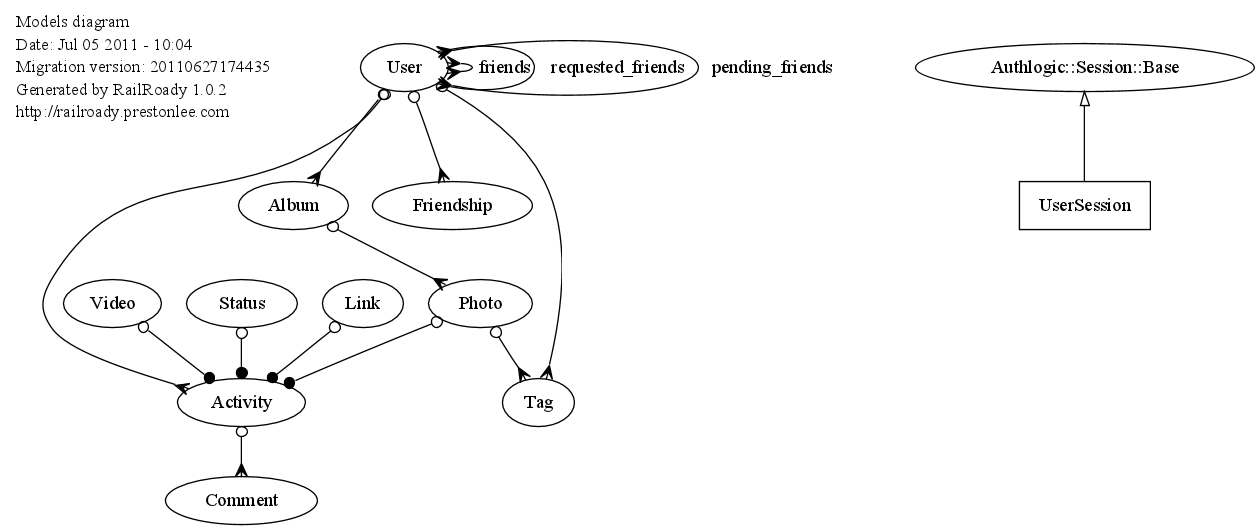 Models diagram
Date: Jul 05 2011 - 10:04
Migration version: 20110627174435
Generated by RailRoady 1.0.2
http://railroady.prestonlee.com
User
friends
requested_friends
pending_friends
Authlogic::Session::Base
Album
Friendship
UserSession
Video
Status
Link
Photo
Activity
Tag
Comment